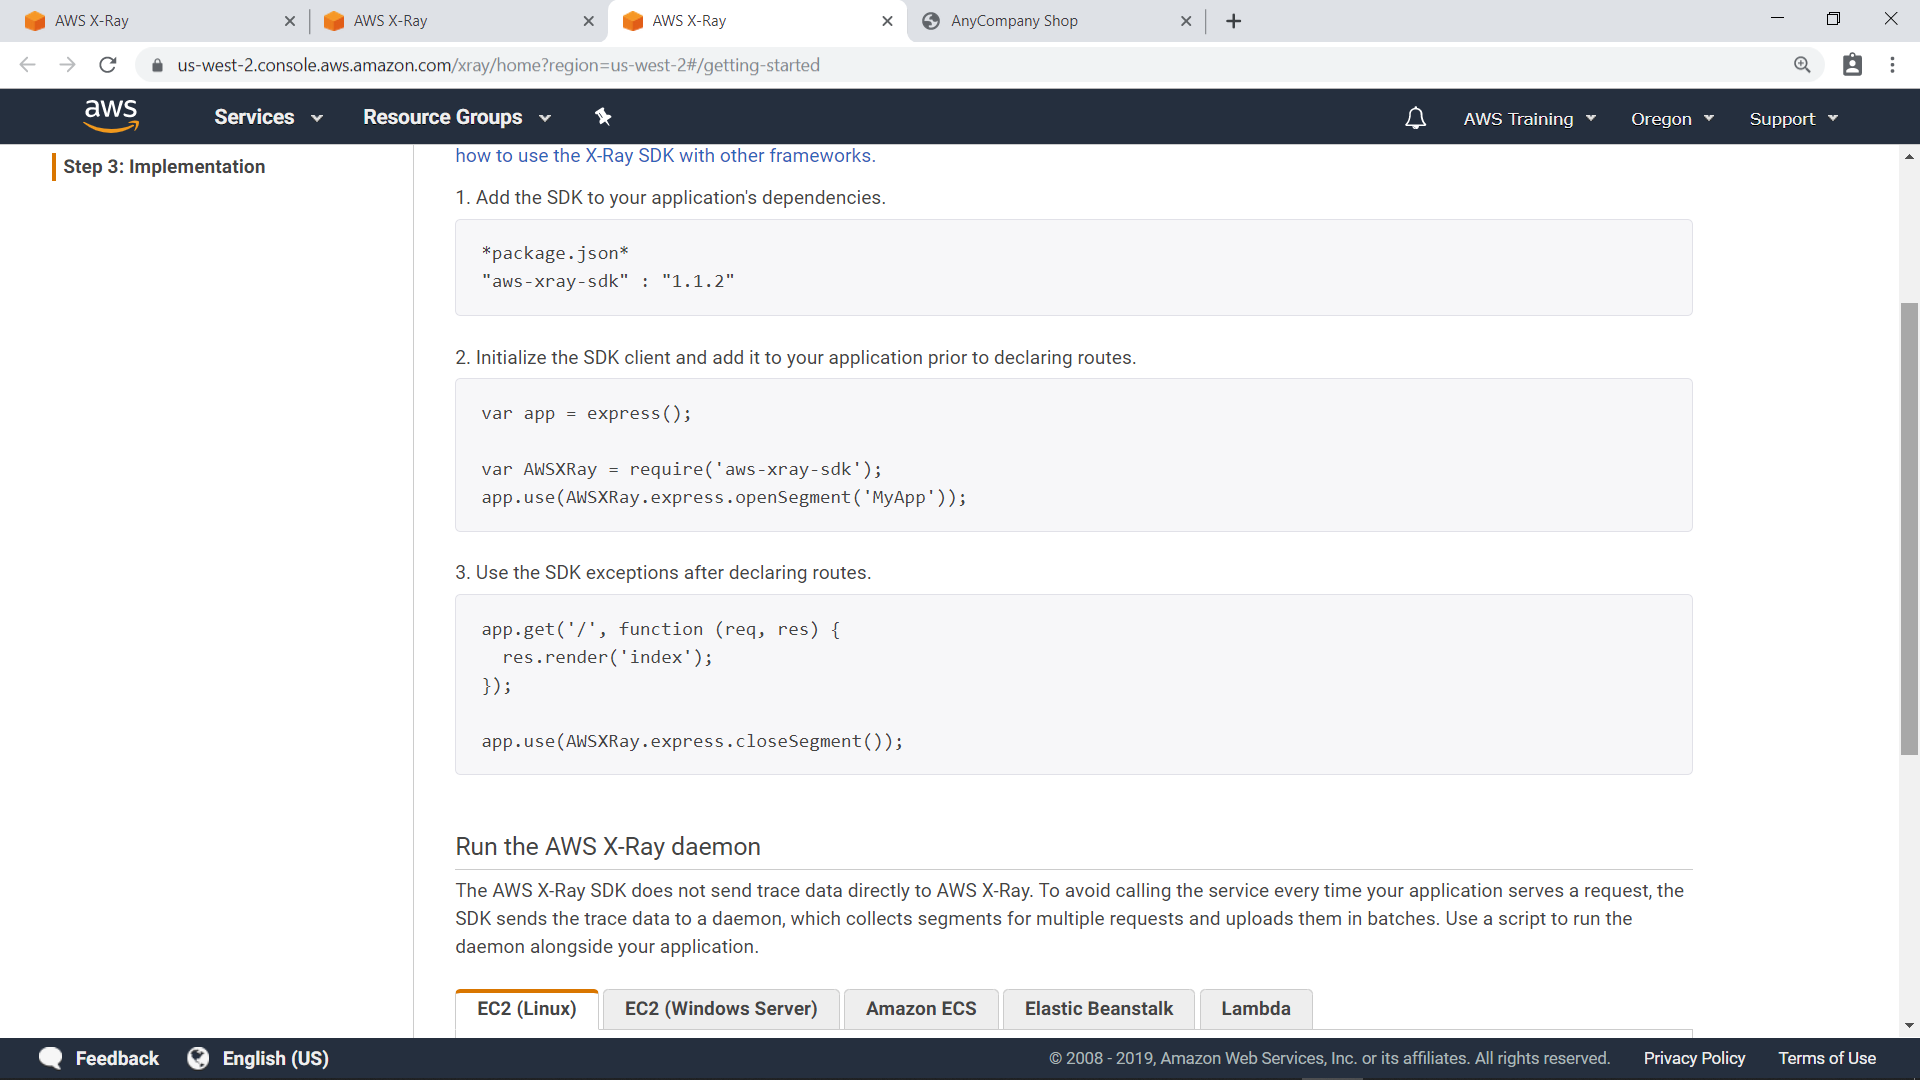 AWS X-Ray
AWS X-Ray
AWS X-Ray
AnyCompany Shop
us-west-2.console.aws.amazon.com/xray/home?region=us-west-2#/getting-started
aws
Services
Resource Groups
AWS Training
Oregon
Support
Step 3: Implementation
how to use the X-Ray SDK with other frameworks.
1. Add the SDK to your application's dependencies.
*package.json*
"aws-xray-sdk" : "1.1.2"
2. Initialize the SDK client and add it to your application prior to declaring routes.
var app = express();
var AWSXRay = require('aws-xray-sdk');
app.use(AWSXRay.express.openSegment('MyApp'));
3. Use the SDK exceptions after declaring routes.
app.get('/', function (req, res) {
  res.render('index');
});
app.use(AWSXRay.express.closeSegment());
Run the AWS X-Ray daemon
The AWS X-Ray SDK does not send trace data directly to AWS X-Ray. To avoid calling the service every time your application serves a request, the
SDK sends the trace data to a daemon, which collects segments for multiple requests and uploads them in batches. Use a script to run the
daemon alongside your application.
EC2 (Linux)
EC2 (Windows Server)
Amazon ECS
Elastic Beanstalk
Lambda
Feedback
English (US)
© 2008 - 2019, Amazon Web Services, Inc. or its affiliates. All rights reserved.
Privacy Policy
Terms of Use